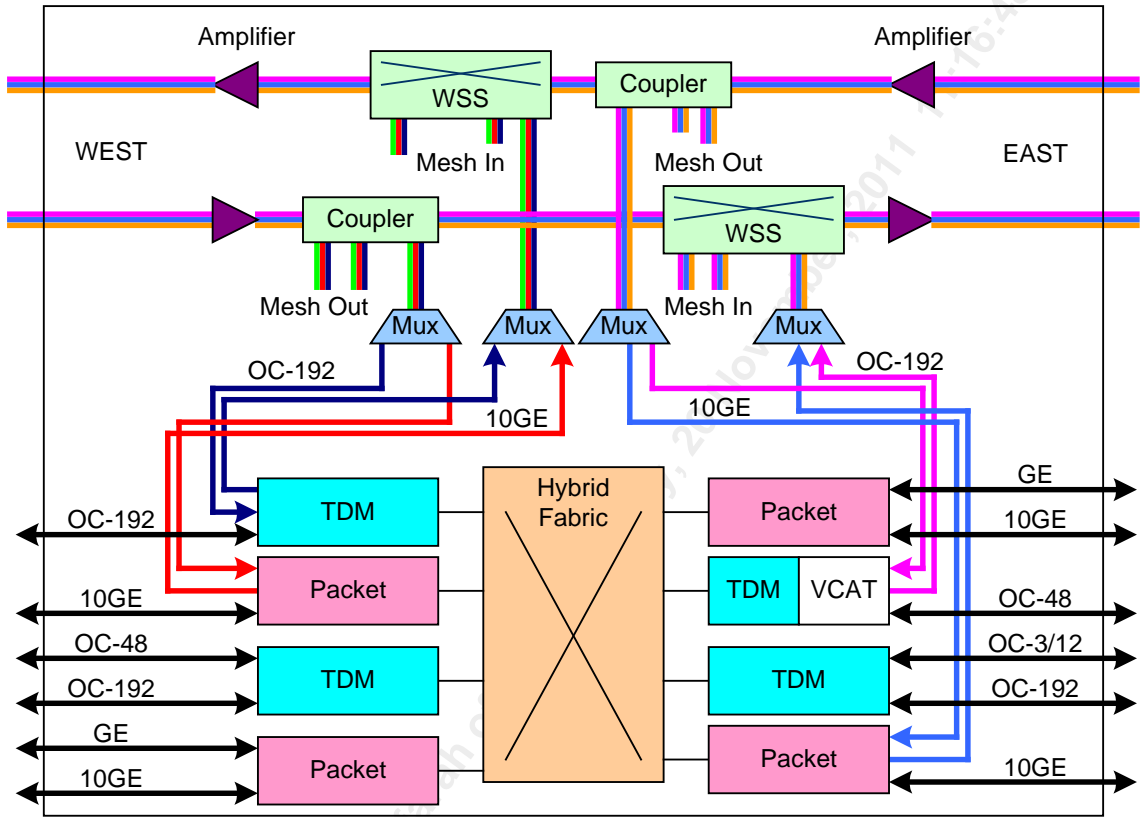 Amplifier
Amplifier
WSS
Coupler
WEST
Mesh In
Mesh Out
EAST
Coupler
WSS
Mesh Out
Mesh In
Mux
Mux
Mux
Mux
OC-192
OC-192
10GE
10GE
Hybrid
Fabric
TDM
Packet
GE
OC-192
10GE
Packet
TDM
VCAT
10GE
OC-48
OC-48
TDM
TDM
OC-3/12
OC-192
OC-192
GE
Packet
Packet
10GE
10GE